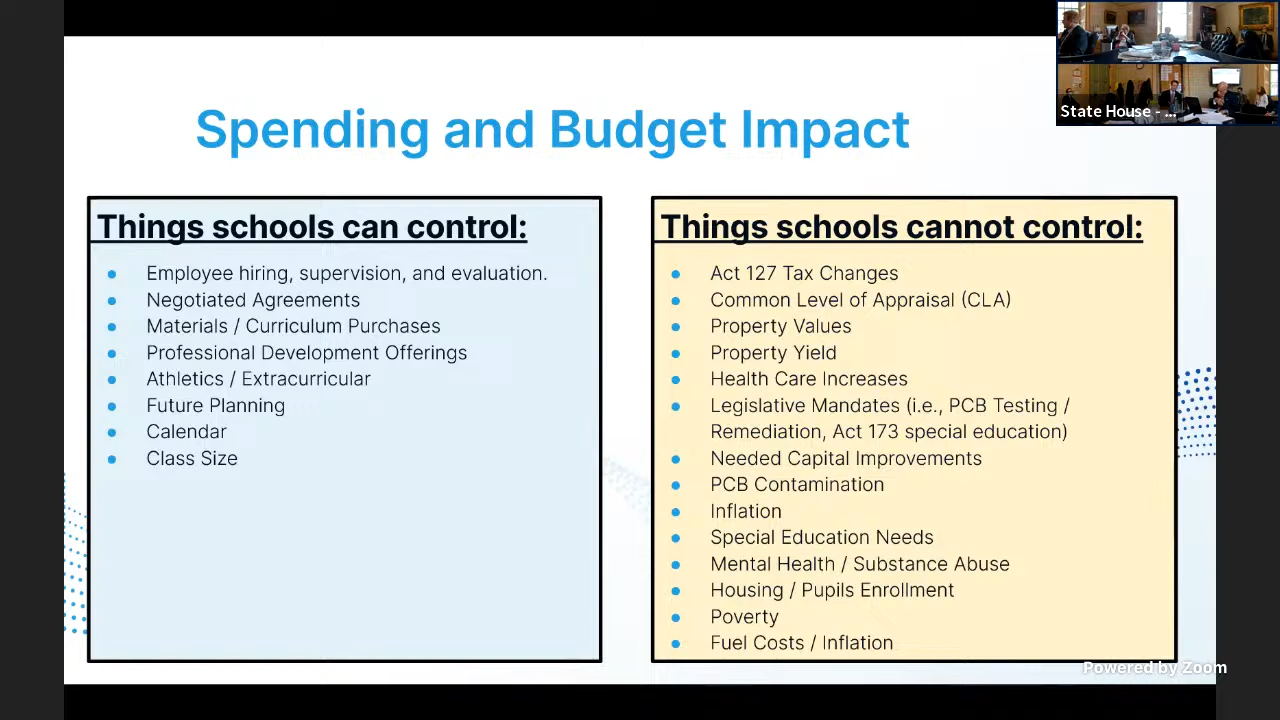 Spending and Budget Impact
State House - ...
Things schools can control:
Employee hiring, supervision, and evaluation.
Negotiated Agreements
Materials / Curriculum Purchases
Professional Development Offerings
Athletics / Extracurricular
Future Planning
Calendar
Class Size
Things schools cannot control:
Act 127 Tax Changes
Common Level of Appraisal (CLA)
Property Values
Property Yield
Health Care Increases
Legislative Mandates (i.e., PCB Testing /
Remediation, Act 173 special education)
Needed Capital Improvements
PCB Contamination
Inflation
Special Education Needs
Mental Health / Substance Abuse
Housing / Pupils Enrollment
Poverty
Fuel Costs / Inflation
Powered by Zoom